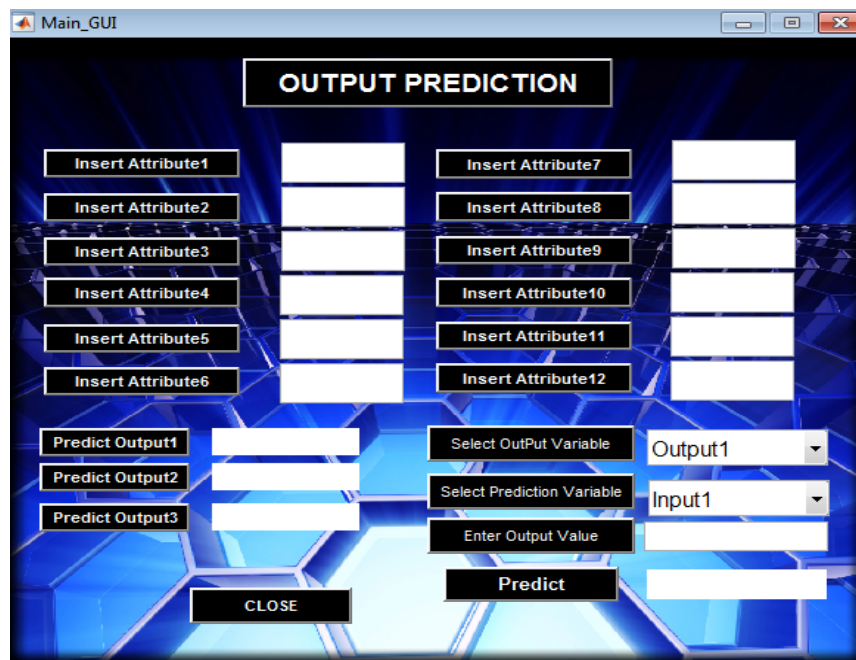 Main_GUI
OUTPUT PREDICTION
Insert Attribute1
Insert Attribute7
Insert Attribute2
Insert Attribute8
Insert Attribute3
Insert Attribute9
Insert Attribute4
Insert Attribute10
Insert Attribute5
Insert Attribute11
Insert Attribute6
Insert Attribute12
Predict Output1
Select OutPut Variable
Output1
Predict Output2
Select Prediction Variable
Input1
Predict Output3
Enter Output Value
Predict
CLOSE